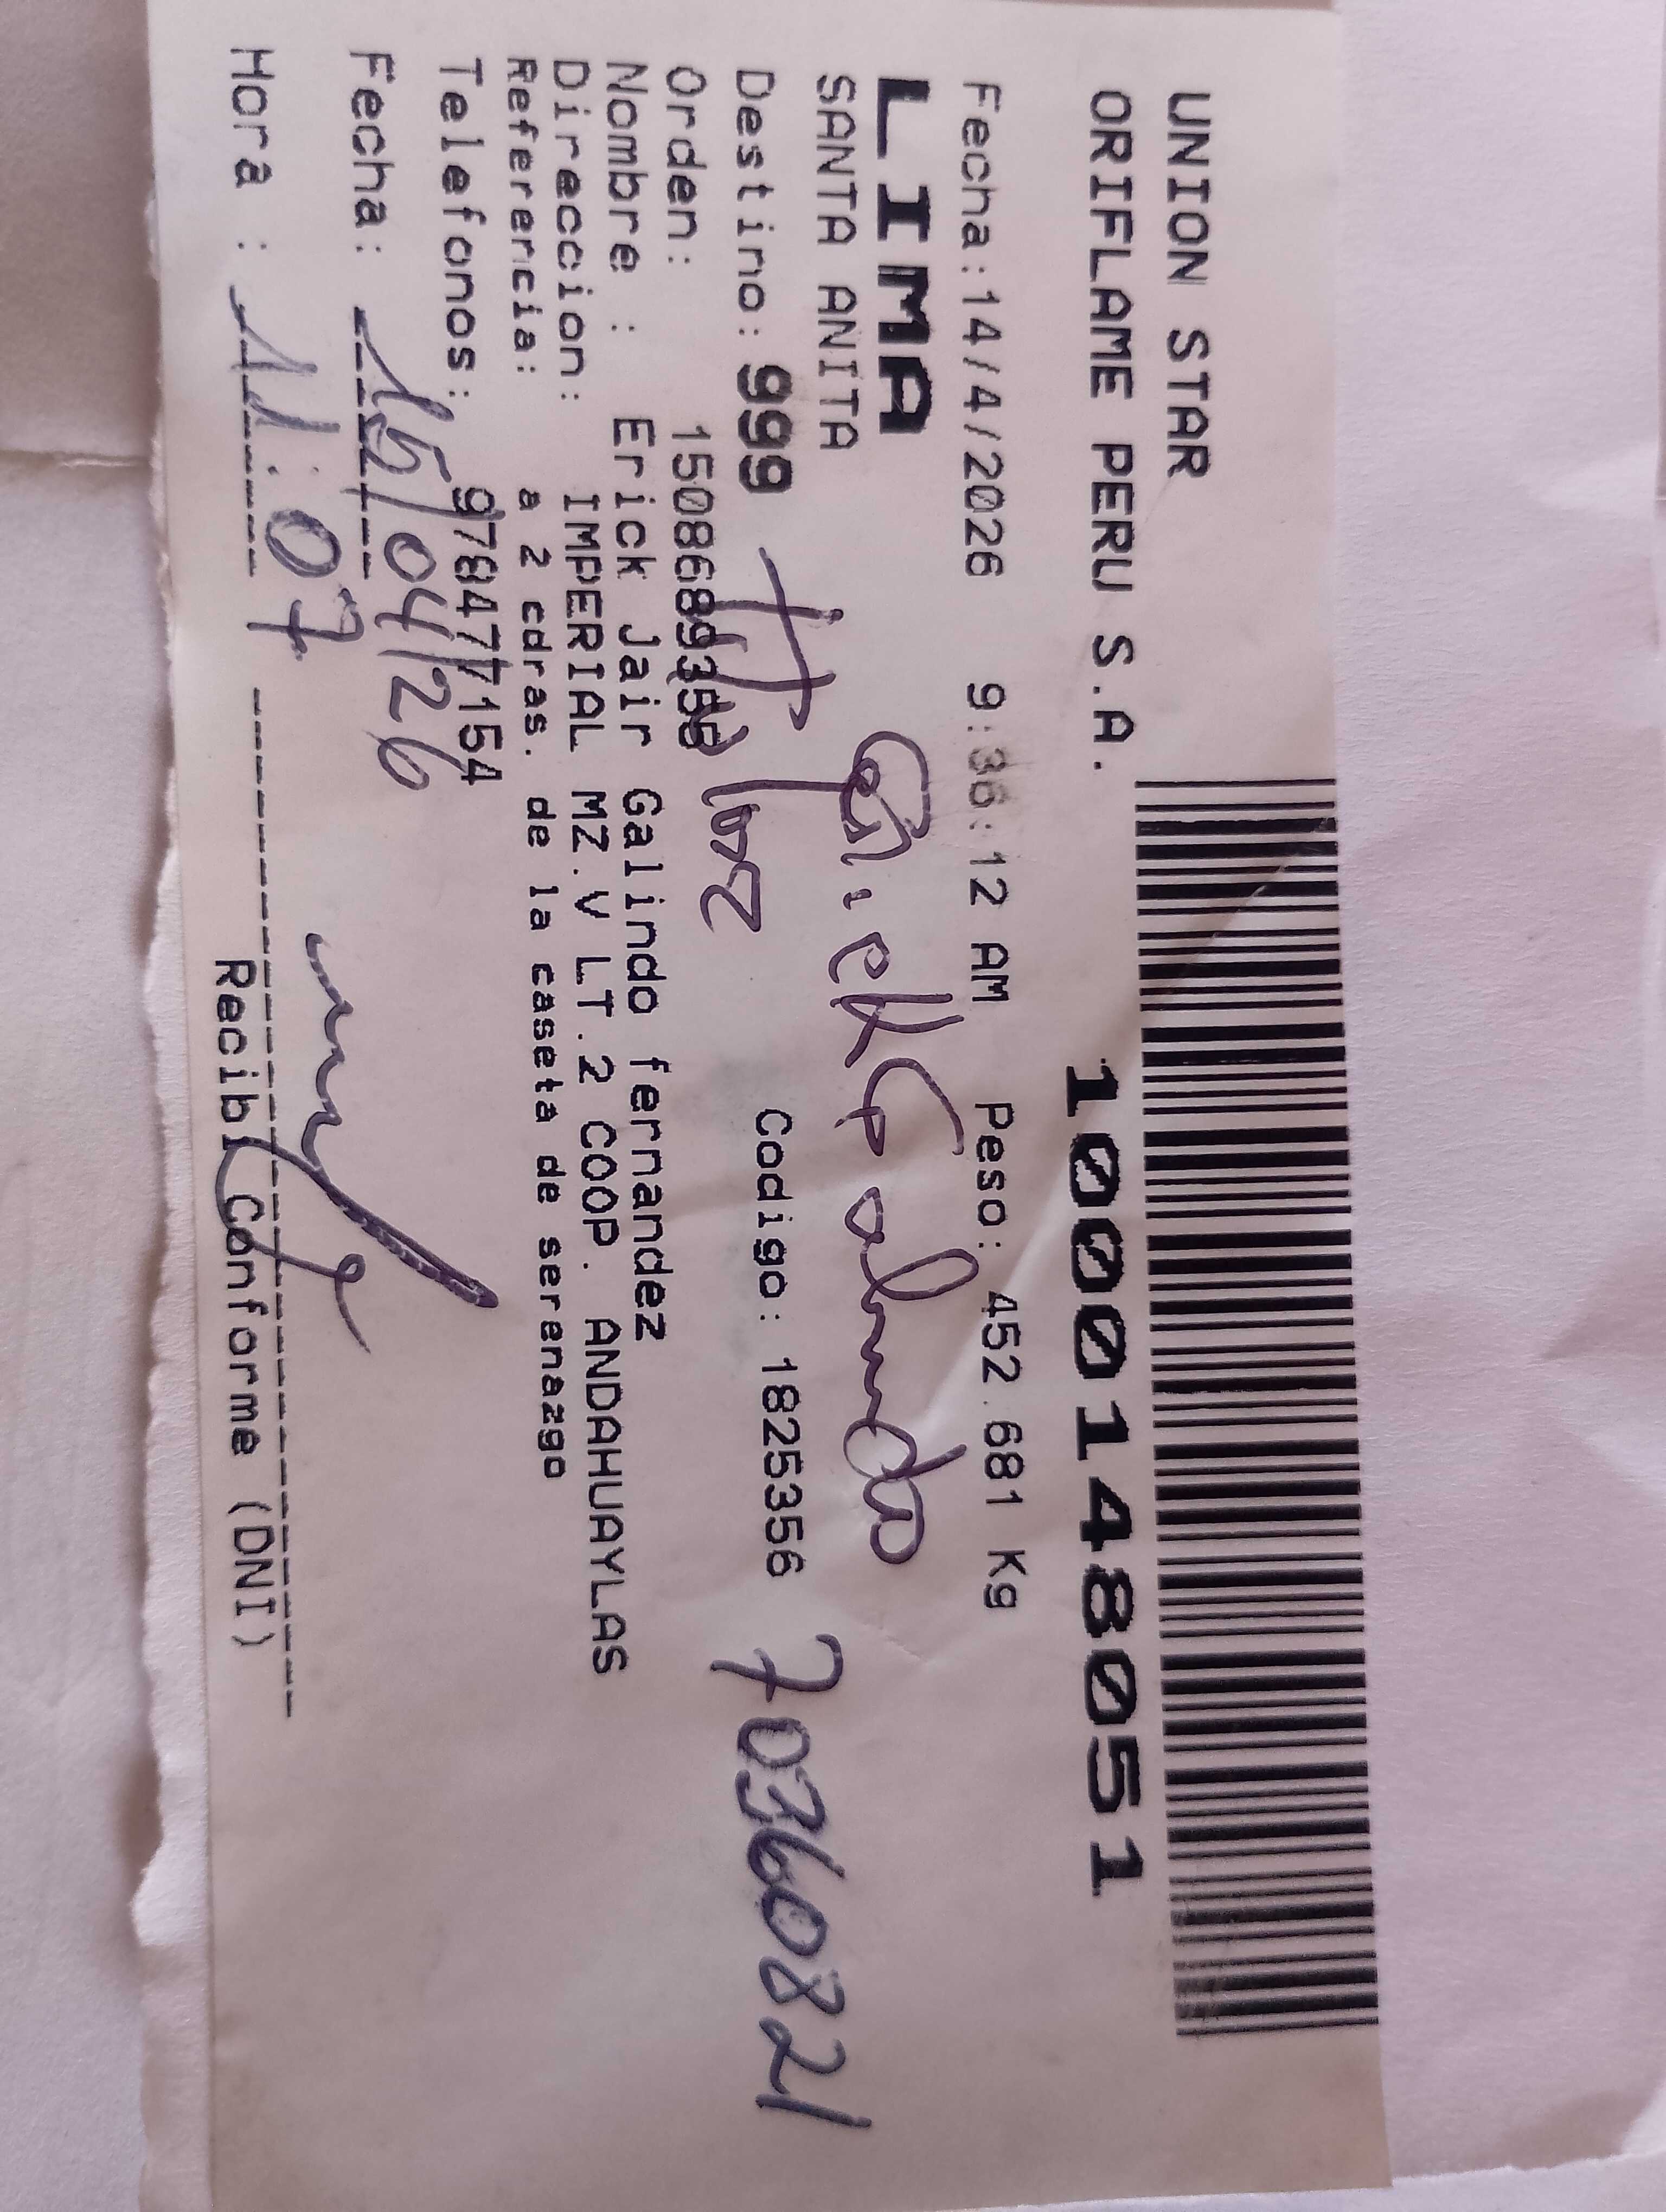 UNION STAR
ORIFLAME PERU S.A. 1000148051
Fecha:14/4/2026 9:36:12 AM Peso: 452.681 Kg
LIMA
Erick Galindo
SANTA ANITA
Destino: 999 Codigo: 1825356 70360821
Orden: 1508689358
Nombre : Erick Jair Galindo fernandez
Direccion: IMPERIAL MZ.V LT.2 COOP. ANDAHUAYLAS
Referencia: a 2 cdras. de la caseta de serenazgo
Telefonos: 978477154
Fecha: 15/04/26
Hora : 11:07
Recibi Conforme (DNI)